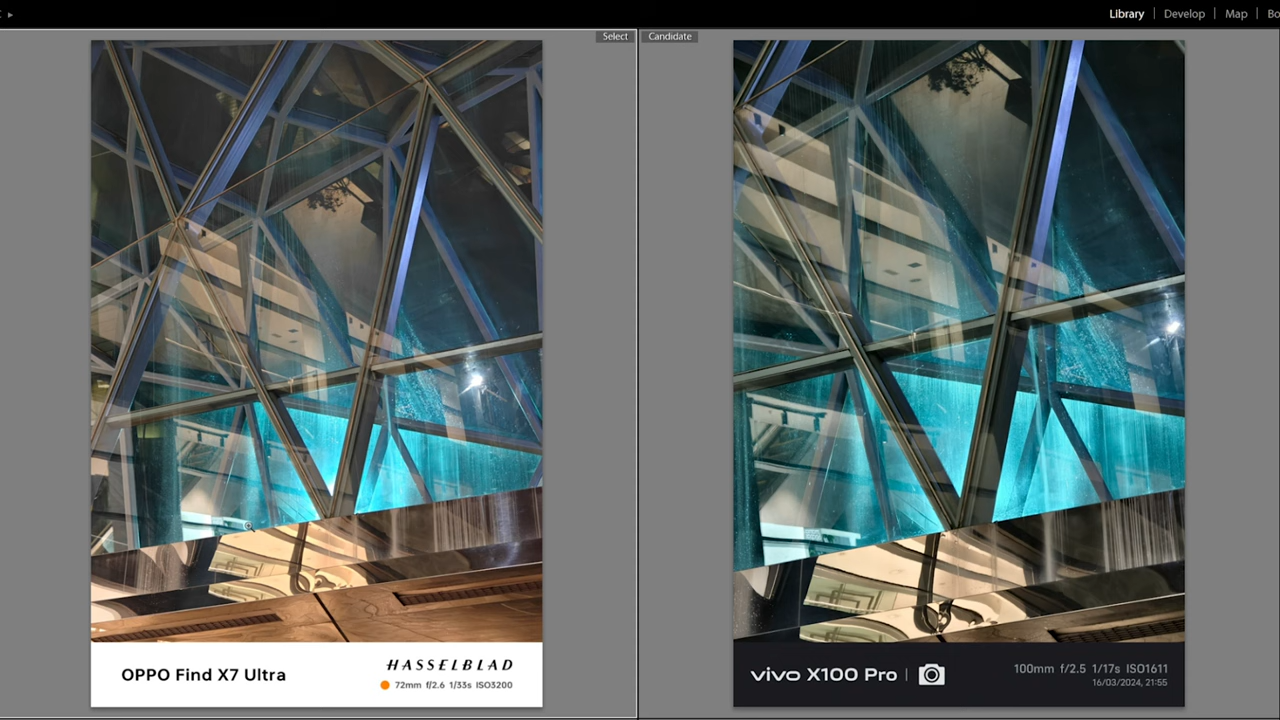 Library | Develop | Map |
Select
Candidate
OPPO Find X7 Ultra
HASSELBLAD
72mm f/2.6 1/33s ISO3200
vivo X100 Pro
100mm f/2.5 1/17s ISO1611
16/03/2024, 21:55